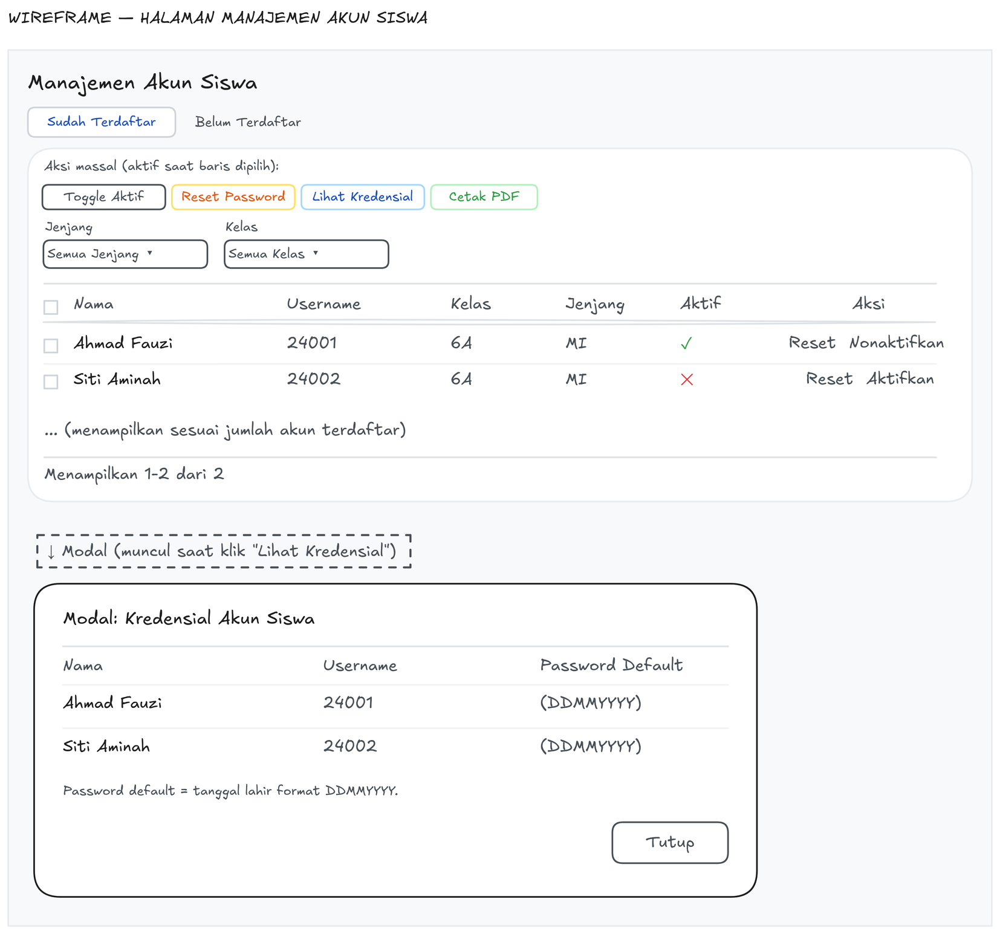 WIREFRAME — HALAMAN MANAJEMEN AKUN SISWA
Manajemen Akun Siswa
Sudah Terdaftar Belum Terdaftar
Aksi massal (aktif saat baris dipilih):
Toggle Aktif Reset Password Lihat Kredensial Cetak PDF
Jenjang Kelas
Semua Jenjang ▾ Semua Kelas ▾
Nama Username Kelas Jenjang Aktif Aksi
Ahmad Fauzi 24001 6A MI ✓ Reset Nonaktifkan
Siti Aminah 24002 6A MI ✗ Reset Aktifkan
... (menampilkan sesuai jumlah akun terdaftar)
Menampilkan 1-2 dari 2
↓ Modal (muncul saat klik "Lihat Kredensial")
Modal: Kredensial Akun Siswa
Nama Username Password Default
Ahmad Fauzi 24001 (DDMMYYYY)
Siti Aminah 24002 (DDMMYYYY)
Password default = tanggal lahir format DDMMYYYY.
Tutup